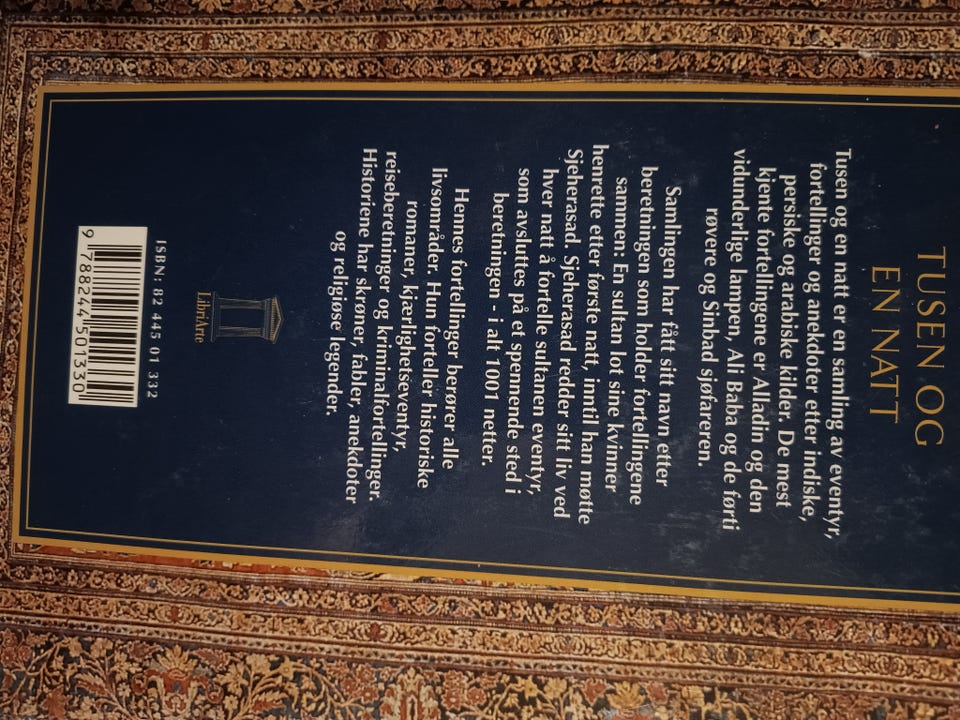 TUSEN OG
EN NATT
Tusen og en natt er en samling av eventyr,
fortellinger og anekdoter etter indiske,
persiske og arabiske kilder. De mest
kjente fortellingene er Alladin og den
vidunderlige lampen, Ali Baba og de førti
røvere og Sinbad sjøfareren.
Samlingen har fått sitt navn etter
beretningen som holder fortellingene
sammen: En sultan lot sine kvinner
henrette etter første natt, inntil han møtte
Sjeherasad. Sjeherasad redder sitt liv ved
hver natt å fortelle sultanen eventyr,
som avsluttes på et spennende sted i
beretningen - i alt 1001 netter.
Hennes fortellinger berører alle
livsområder. Hun forteller historiske
romaner, kjærlighetseventyr,
reiseberetninger og kriminalfortellinger.
Historiene har skrøner, fabler, anekdoter
og religiøse legender.
LibriArte
ISBN: 82 445 01 332
9 788244 501330